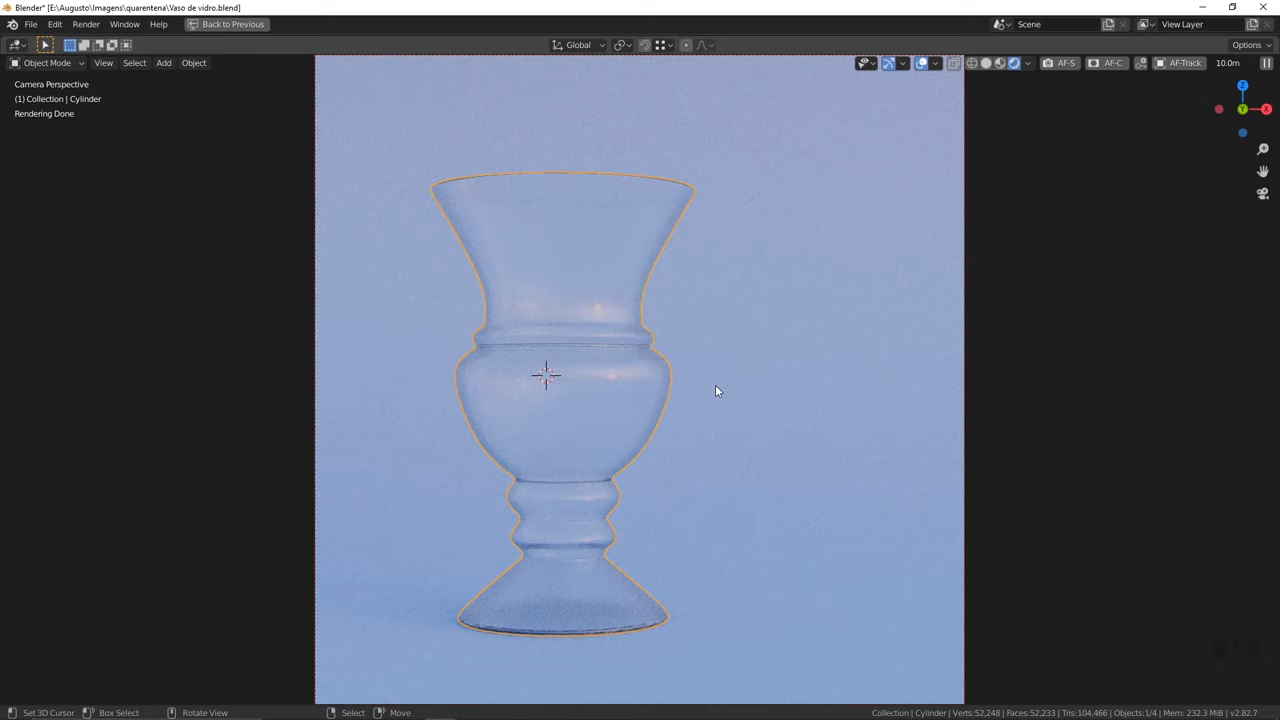 Blender* [E:\Augusto\Imagens\quarentena\Vaso de vidro.blend]
File Edit Render Window Help Back to Previous Scene View Layer
Global Options
Object Mode View Select Add Object AF-S AF-C AF-Track 10.0m
Camera Perspective
(1) Collection | Cylinder
Rendering Done
Z
Y
X
Set 3D Cursor Box Select Rotate View Select Move Collection | Cylinder | Verts:52,248 | Faces:52,233 | Tris:104,466 | Objects:1/4 | Mem: 232.3 MiB | v2.82.7